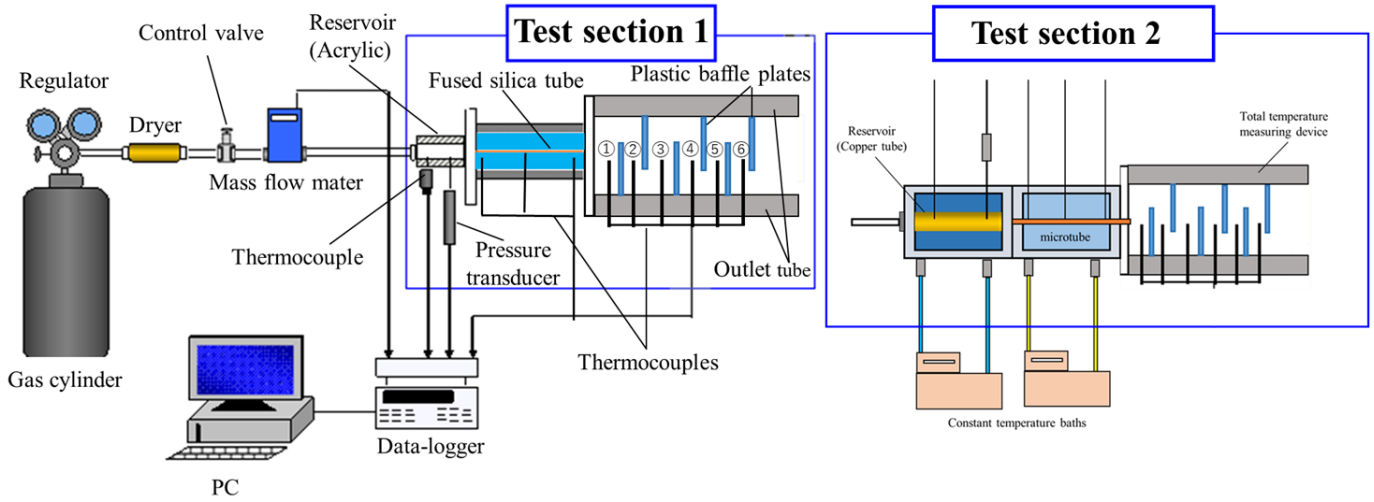 Test section 1
Test section 2
Reservoir
(Acrylic)
Control valve
Regulator
Dryer
Mass flow mater
Fused silica tube
Plastic baffle plates
① ② ③ ④ ⑤ ⑥
Thermocouple
Pressure
transducer
Outlet tube
Thermocouples
Gas cylinder
Data-logger
PC
Reservoir
(Copper tube)
Total temperature
measuring device
microtube
Constant temperature baths